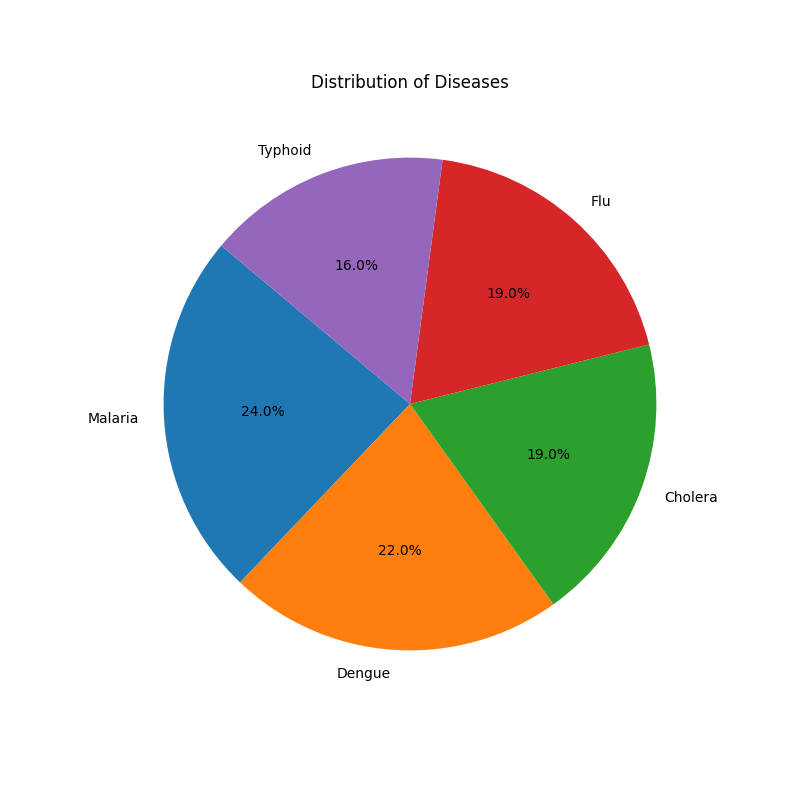 Distribution of Diseases
Typhoid
Flu
16.0%
19.0%
Malaria
24.0%
19.0%
Cholera
22.0%
Dengue